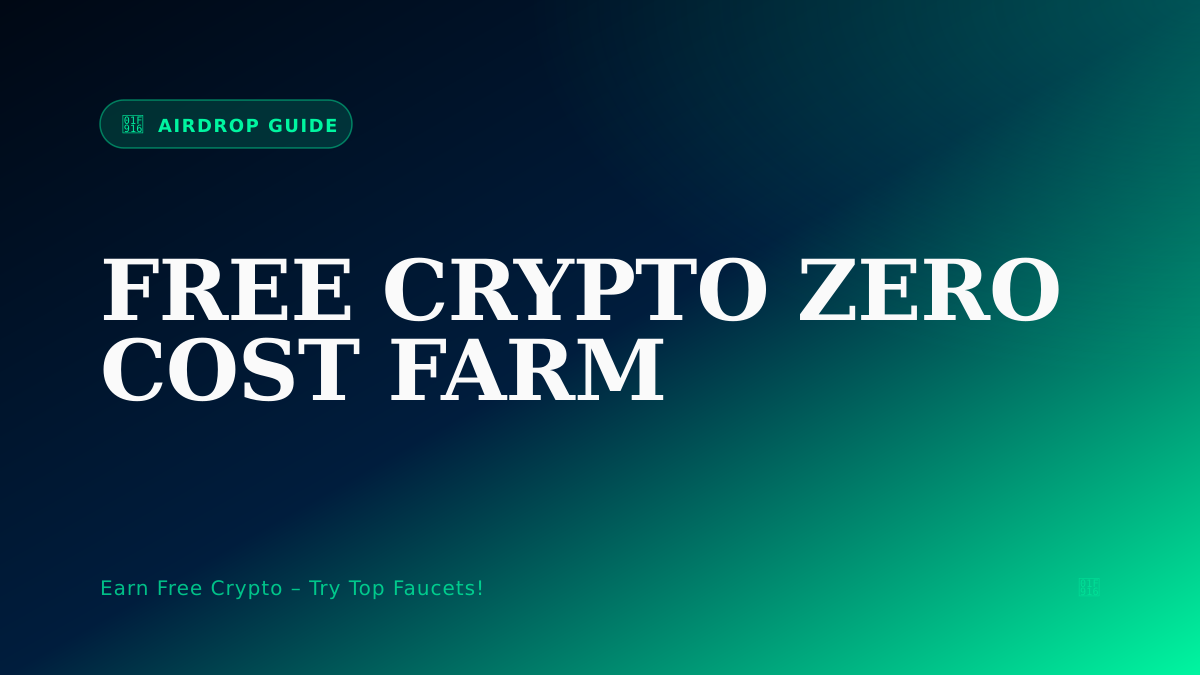 AIRDROP GUIDE
FREE CRYPTO ZERO
COST FARM
Earn Free Crypto – Try Top Faucets!